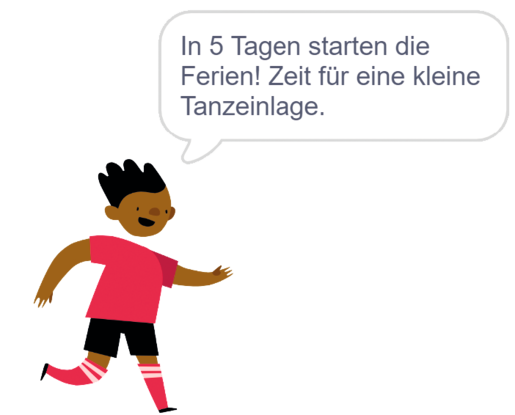 In 5 Tagen starten die
Ferien! Zeit für eine kleine
Tanzeinlage.